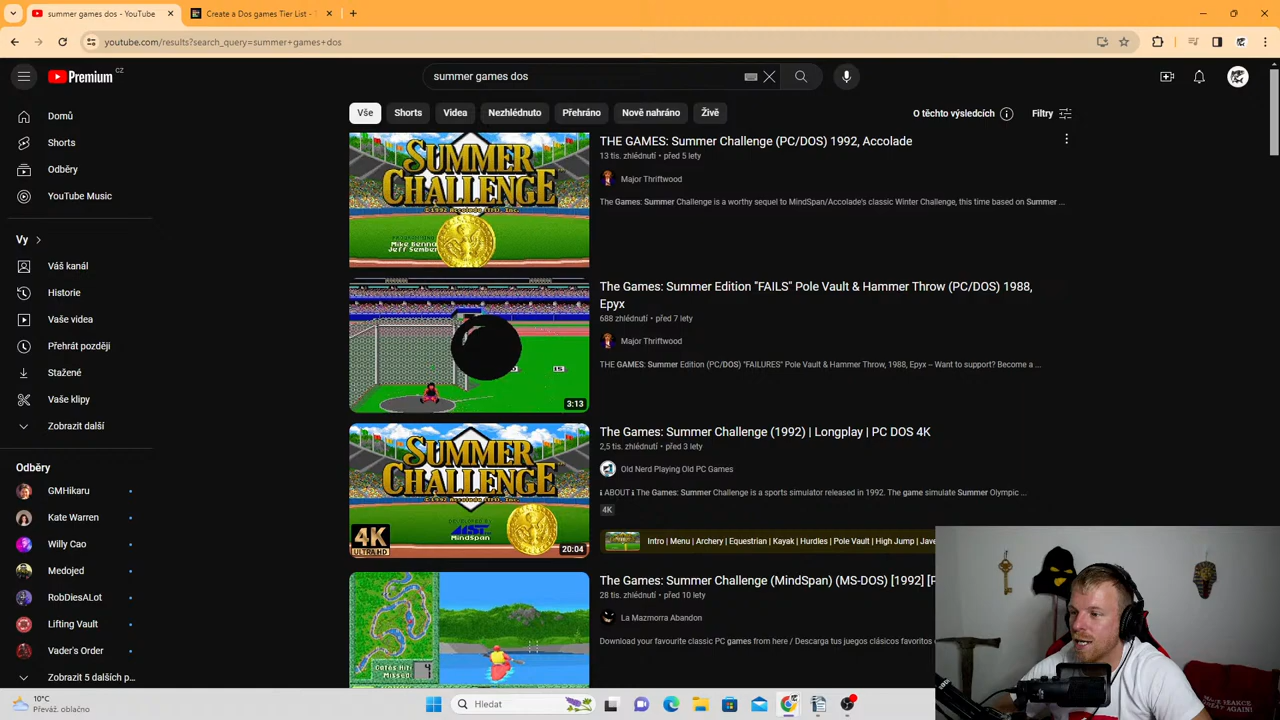 summer games dos - YouTube
Create a Dos games Tier List -
youtube.com/results?search_query=summer+games+dos
Premium CZ
summer games dos
Vše
Shorts
Videa
Nezhlédnuto
Přehráno
Nově nahráno
Živě
O těchto výsledcích
Filtry
Domů
Shorts
Odběry
YouTube Music
Vy
Váš kanál
Historie
Vaše videa
Přehrát později
Stažené
Vaše klipy
Zobrazit další
Odběry
GMHikaru
Kate Warren
Willy Cao
Medojed
RobDiesALot
Lifting Vault
Vader's Order
Zobrazit 5 dalších p...
SUMMER
CHALLENGE
THE GAMES: Summer Challenge (PC/DOS) 1992, Accolade
13 tis. zhlédnutí • před 5 lety
Major Thriftwood
The Games: Summer Challenge is a worthy sequel to MindSpan/Accolade's classic Winter Challenge, this time based on Summer ...
3:13
The Games: Summer Edition "FAILS" Pole Vault & Hammer Throw (PC/DOS) 1988,
Epyx
688 zhlédnutí • před 7 lety
Major Thriftwood
THE GAMES: Summer Edition (PC/DOS) "FAILURES" Pole Vault & Hammer Throw, 1988, Epyx -- Want to support? Become a ...
SUMMER
CHALLENGE
MindSpan
4K
ULTRA HD
20:04
The Games: Summer Challenge (1992) | Longplay | PC DOS 4K
2,5 tis. zhlédnutí • před 3 lety
Old Nerd Playing Old PC Games
ABOUT The Games: Summer Challenge is a sports simulator released in 1992. The game simulate Summer Olympic ...
4K
Intro | Menu | Archery | Equestrian | Kayak | Hurdles | Pole Vault | High Jump | Jave
The Games: Summer Challenge (MindSpan) (MS-DOS) [1992] [P
28 tis. zhlédnutí • před 10 lety
La Mazmorra Abandon
Download your favourite classic PC games from here / Descarga tus juegos clásicos favoritos
Missed
4
10°C
Převáž. oblačno
Hledat